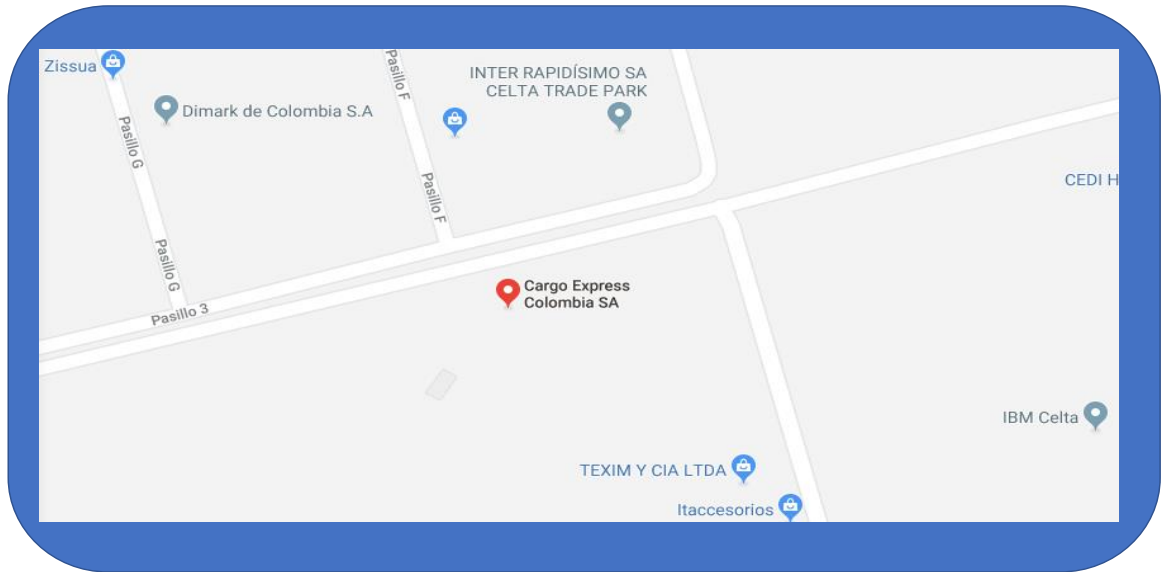 Zissua
Pasillo F
INTER RAPIDÍSIMO SA
CELTA TRADE PARK
Dimark de Colombia S.A
Pasillo G
Pasillo F
CEDI H
Pasillo G
Cargo Express
Colombia SA
Pasillo 3
IBM Celta
TEXIM Y CIA LTDA
Itaccesorios